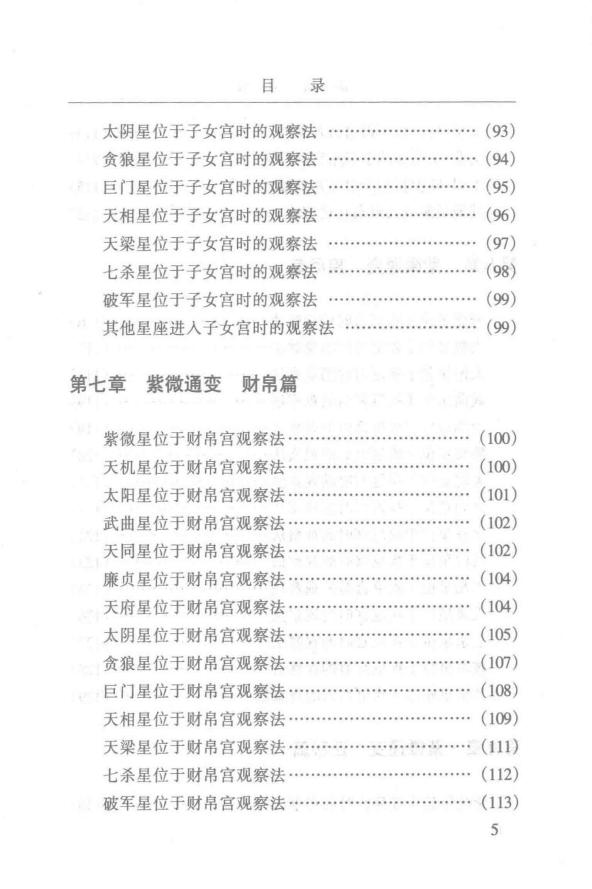 目 录
太阴星位于子女宫时的观察法……………………(93)
贪狼星位于子女宫时的观察法……………………(94)
巨门星位于子女宫时的观察法……………………(95)
天相星位于子女宫时的观察法……………………(96)
天梁星位于子女宫时的观察法……………………(97)
七杀星位于子女宫时的观察法……………………(98)
破军星位于子女宫时的观察法……………………(99)
其他星座进入子女宫时的观察法…………………(99)
第七章 紫微通变 财帛篇
紫微星位于财帛宫观察法………………………(100)
天机星位于财帛宫观察法………………………(100)
太阳星位于财帛宫观察法………………………(101)
武曲星位于财帛宫观察法………………………(102)
天同星位于财帛宫观察法………………………(102)
廉贞星位于财帛宫观察法………………………(104)
天府星位于财帛宫观察法………………………(104)
太阴星位于财帛宫观察法………………………(105)
贪狼星位于财帛宫观察法………………………(107)
巨门星位于财帛宫观察法………………………(108)
天相星位于财帛宫观察法………………………(109)
天梁星位于财帛宫观察法………………………(111)
七杀星位于财帛宫观察法………………………(112)
破军星位于财帛宫观察法………………………(113)
5